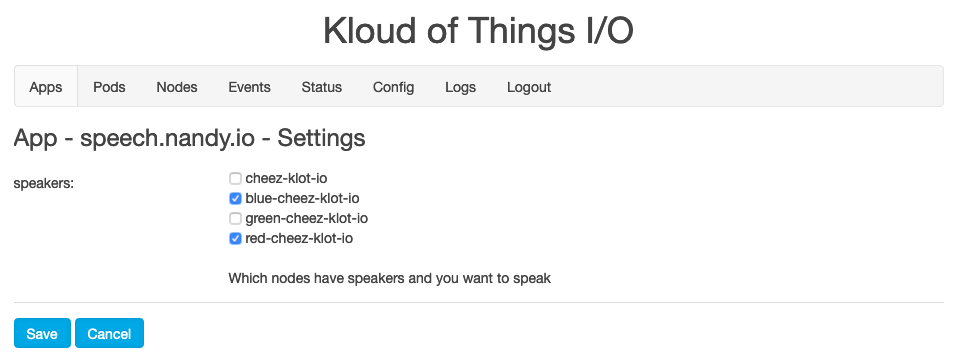 Kloud of Things I/O
Apps Pods Nodes Events Status Config Logs Logout
App - speech.nandy.io - Settings
speakers:
cheez-klot-io
blue-cheez-klot-io
green-cheez-klot-io
red-cheez-klot-io
Which nodes have speakers and you want to speak
Save Cancel